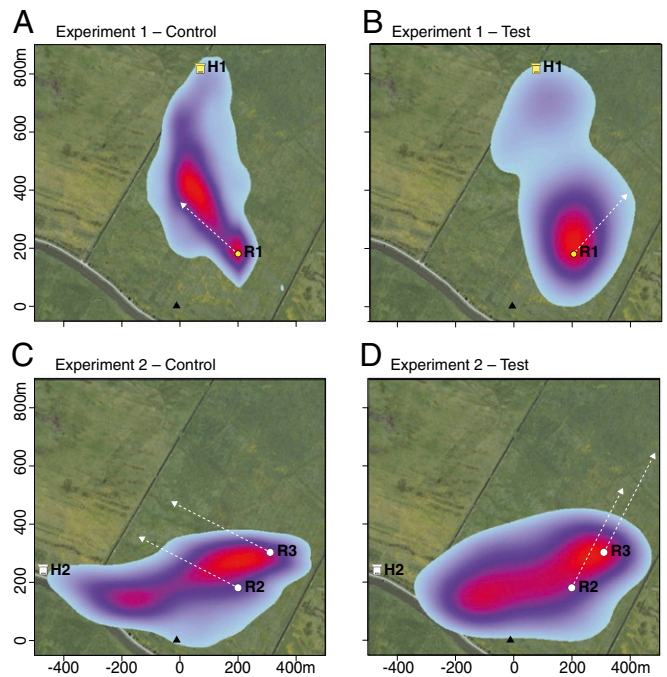 A Experiment 1 – Control
B Experiment 1 – Test
800m
600
400
200
0
H1
R1
H1
R1
C Experiment 2 – Control
D Experiment 2 – Test
800m
600
400
200
0
H2
R3
R2
H2
R3
R2
-400 -200 0 200 400m
-400 -200 0 200 400m